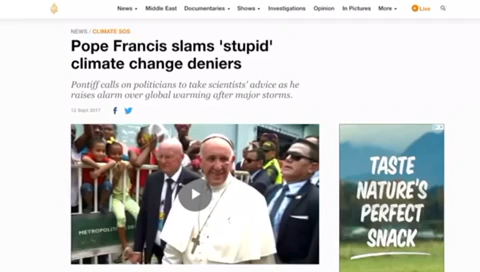 News Middle East Documentaries Shows Investigations Opinion In Pictures More Live
NEWS / CLIMATE SOS
Pope Francis slams 'stupid'
climate change deniers
Pontiff calls on politicians to take scientists' advice as he
raises alarm over global warming after major storms.
12 Sept 2017
METROPOLITAN
TASTE
NATURE'S
PERFECT
SNACK